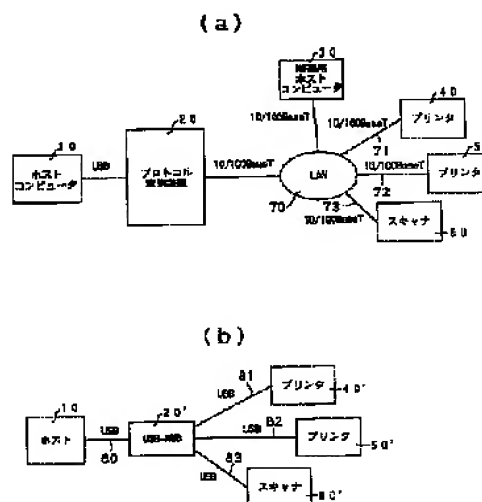 (a)
30
ホスト
コンピュータ
20
40
プリンタ
10/100BaseT
10/100BaseT
71
10
ホスト
コンピュータ
USB
プロトコル
変換装置
10/100BaseT
LAN
10/100BaseT
72
プリンタ
70
73
10/100BaseT
スキャナ
60
(b)
81
USB
プリンタ
40'
10
20'
ホスト
USB
USB-HUB
80
USB
82
プリンタ
50'
USB
83
スキャナ
60'